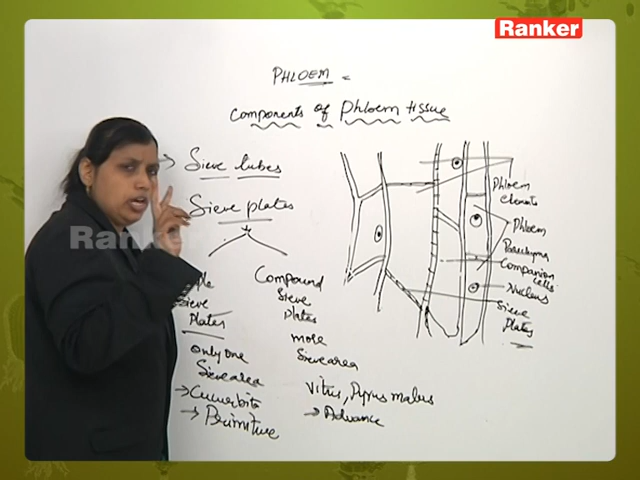 Ranker
PHLOEM =
Components of Phloem tissue
Sieve tubes
Sieve plates
Ranker
Sieve
Plates
only one
Sieve area
→ Cucurbita
→ Primitive
Compound
Sieve
plates
more
Sieve area
Vitis, Pyrus malus
→ Advance
Phloem
elements
Phloem
Parenchyma
Companion
cells
Nucleus
Sieve
Plates